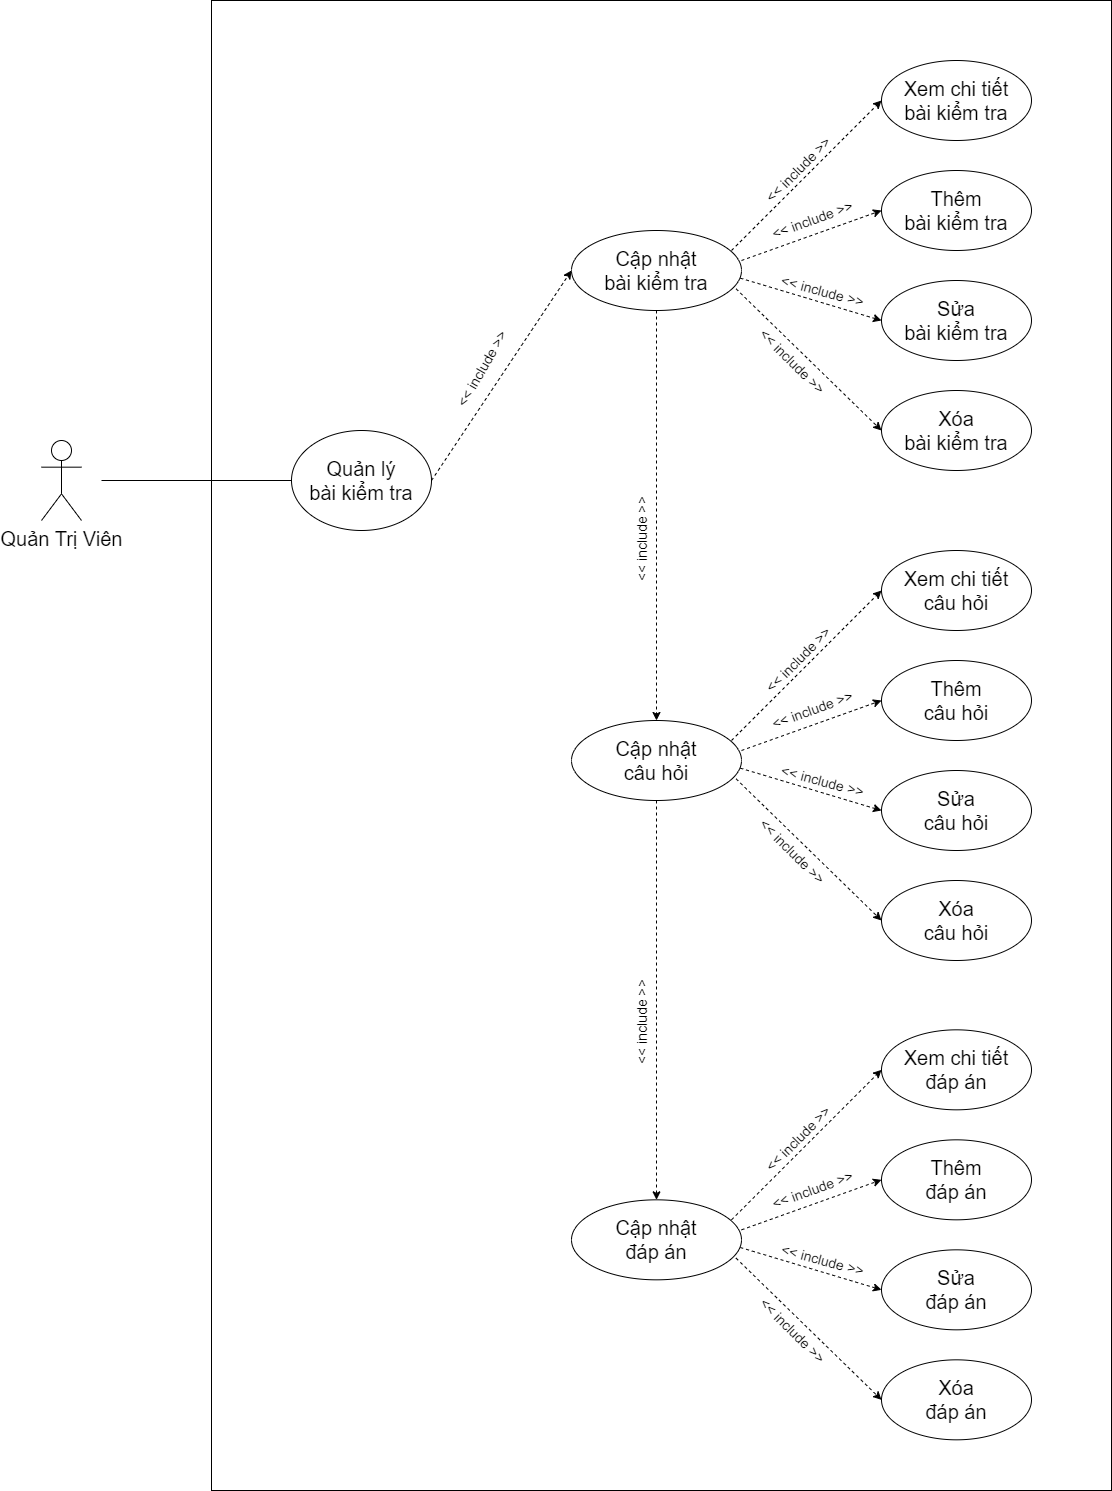 Quản Trị Viên
Quản lý
bài kiểm tra
<< include >>
Cập nhật
bài kiểm tra
<< include >>
Xem chi tiết
bài kiểm tra
<< include >>
Thêm
bài kiểm tra
<< include >>
Sửa
bài kiểm tra
<< include >>
Xóa
bài kiểm tra
<< include >>
Cập nhật
câu hỏi
<< include >>
Xem chi tiết
câu hỏi
<< include >>
Thêm
câu hỏi
<< include >>
Sửa
câu hỏi
<< include >>
Xóa
câu hỏi
<< include >>
Cập nhật
đáp án
<< include >>
Xem chi tiết
đáp án
<< include >>
Thêm
đáp án
<< include >>
Sửa
đáp án
<< include >>
Xóa
đáp án